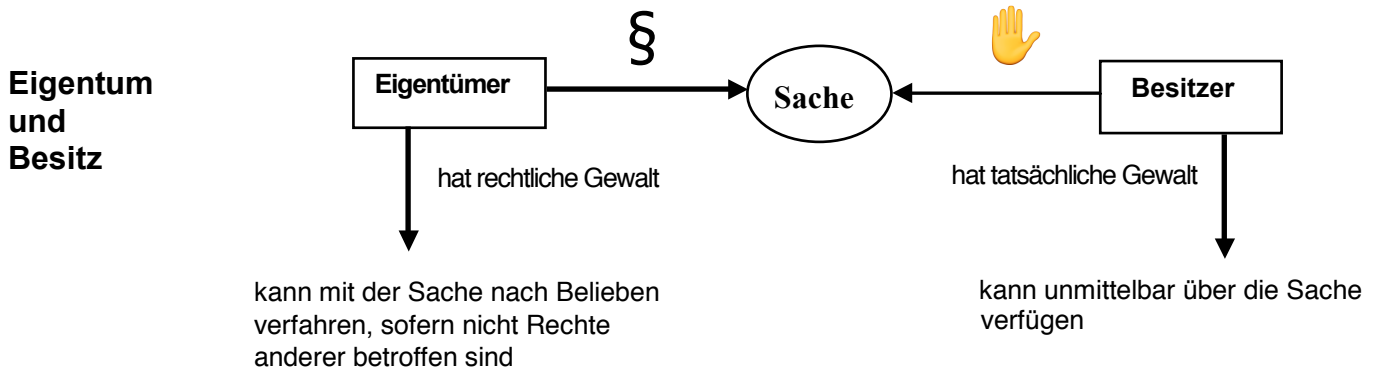 Eigentum
und
Besitz
Eigentümer
§
Sache
Besitzer
hat rechtliche Gewalt
hat tatsächliche Gewalt
kann mit der Sache nach Belieben
verfahren, sofern nicht Rechte
anderer betroffen sind
kann unmittelbar über die Sache
verfügen